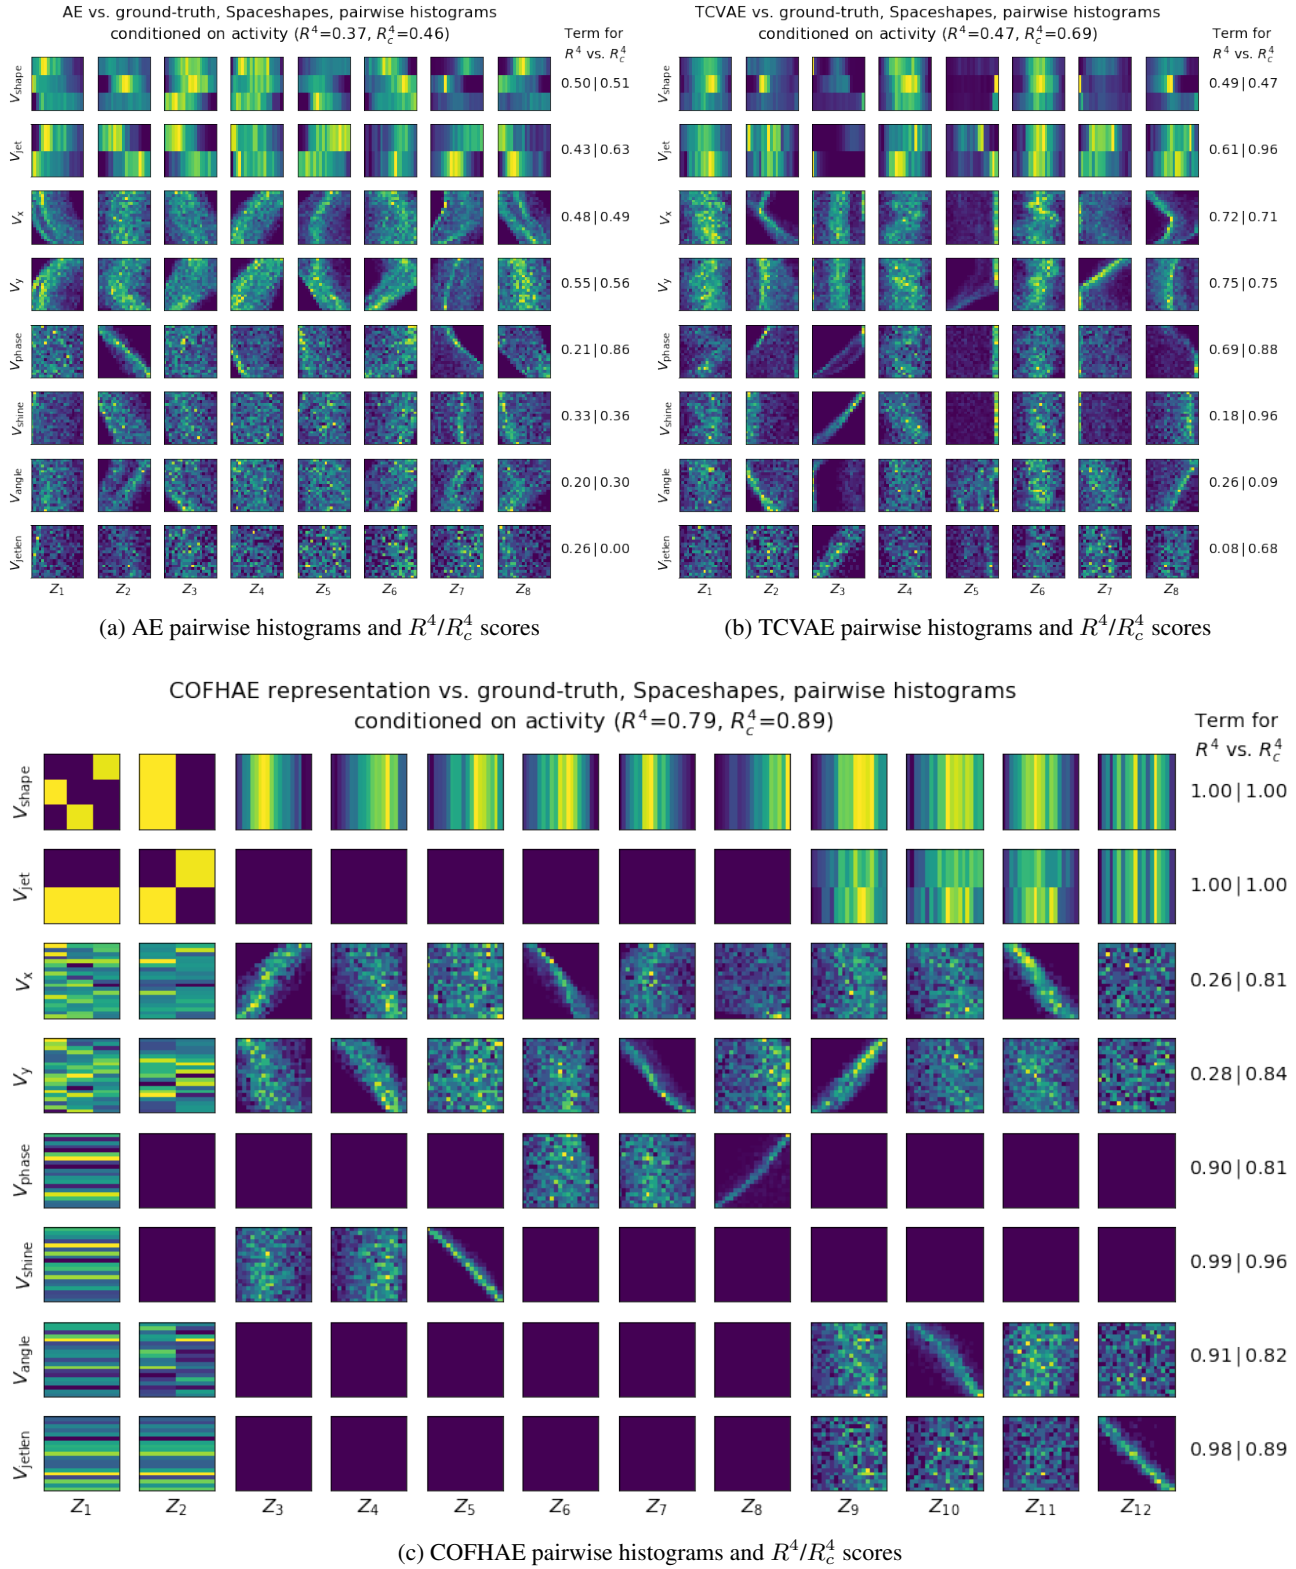 AE vs. ground-truth, Spaceshapes, pairwise histograms
conditioned on activity (R⁴=0.37, R⁴c=0.46)
Term for
R⁴ vs. R⁴c
Vshape
0.50 | 0.51
Vjet
0.43 | 0.63
Vx
0.48 | 0.49
Vy
0.55 | 0.56
Vphase
0.21 | 0.86
Vshine
0.33 | 0.36
Vangle
0.20 | 0.30
Vjetlen
0.26 | 0.00
Z1 Z2 Z3 Z4 Z5 Z6 Z7 Z8
(a) AE pairwise histograms and R⁴/R⁴c scores
TCVAE vs. ground-truth, Spaceshapes, pairwise histograms
conditioned on activity (R⁴=0.47, R⁴c=0.69)
Term for
R⁴ vs. R⁴c
Vshape
0.49 | 0.47
Vjet
0.61 | 0.96
Vx
0.72 | 0.71
Vy
0.75 | 0.75
Vphase
0.69 | 0.88
Vshine
0.18 | 0.96
Vangle
0.26 | 0.09
Vjetlen
0.08 | 0.68
Z1 Z2 Z3 Z4 Z5 Z6 Z7 Z8
(b) TCVAE pairwise histograms and R⁴/R⁴c scores
COFHAE representation vs. ground-truth, Spaceshapes, pairwise histograms
conditioned on activity (R⁴=0.79, R⁴c=0.89)
Term for
R⁴ vs. R⁴c
Vshape
1.00 | 1.00
Vjet
1.00 | 1.00
Vx
0.26 | 0.81
Vy
0.28 | 0.84
Vphase
0.90 | 0.81
Vshine
0.99 | 0.96
Vangle
0.91 | 0.82
Vjetlen
0.98 | 0.89
Z1 Z2 Z3 Z4 Z5 Z6 Z7 Z8 Z9 Z10 Z11 Z12
(c) COFHAE pairwise histograms and R⁴/R⁴c scores